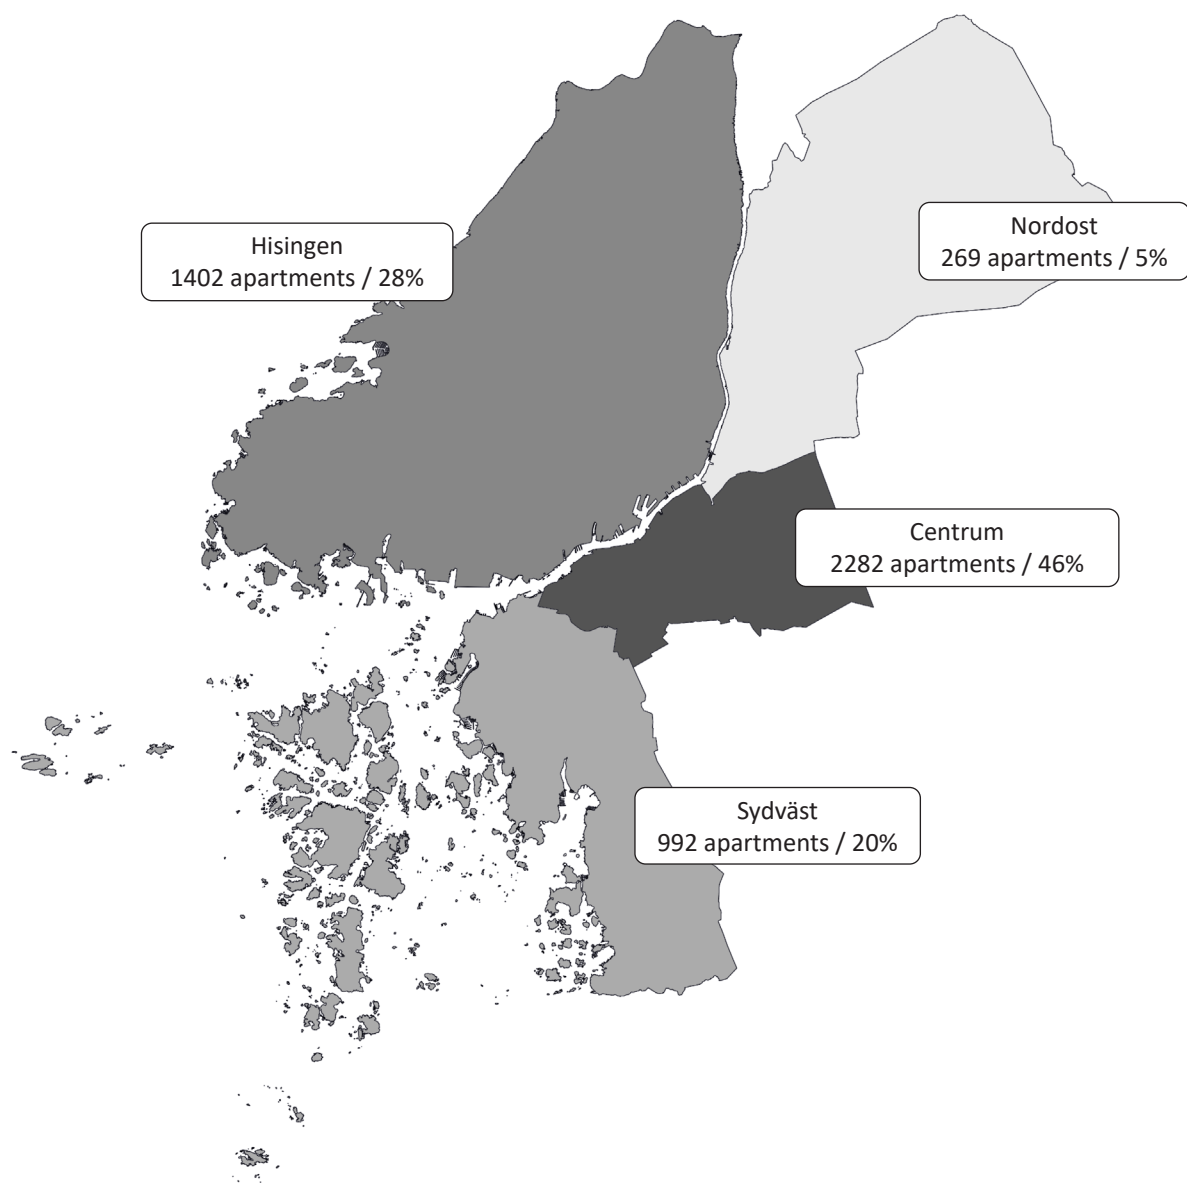 Nordost
269 apartments / 5%
Hisingen
1402 apartments / 28%
Centrum
2282 apartments / 46%
Sydväst
992 apartments / 20%